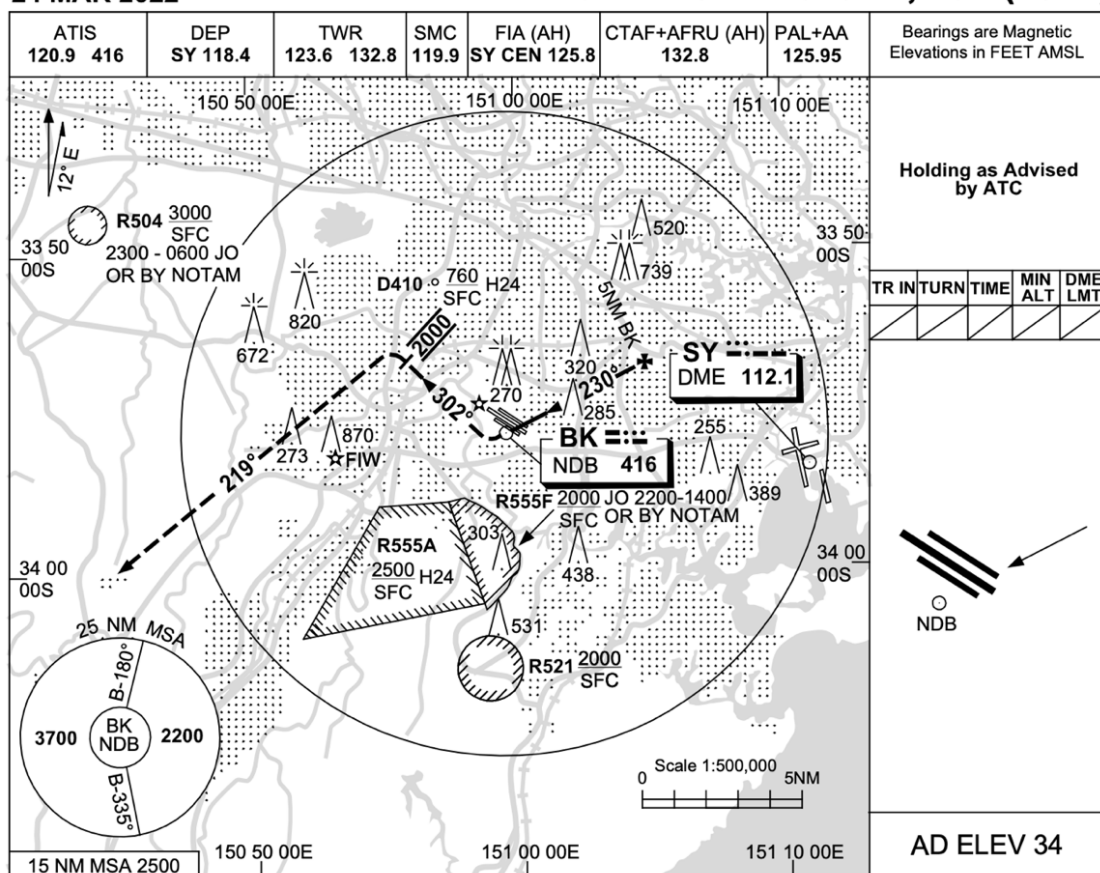 ATIS
120.9 416
DEP
SY 118.4
TWR
123.6 132.8
SMC
119.9
FIA (AH)
SY CEN 125.8
CTAF+AFRU (AH)
132.8
PAL+AA
125.95
Bearings are Magnetic
Elevations in FEET AMSL
150 50 00E
151 00 00E
151 10 00E
12° E
R504 3000
SFC
2300 - 0600 JO
OR BY NOTAM
33 50
00S
33 50
00S
520
739
D410 760
SFC H24
820
672
2000
5NM BK
320
270
230°
285
302°
SY
DME 112.1
BK
NDB 416
255
389
273
870
FIW
219°
R555F 2000 JO 2200-1400
SFC OR BY NOTAM
303
R555A
2500 H24
SFC
438
34 00
00S
34 00
00S
531
R521 2000
SFC
25 NM MSA
B-180°
3700
BK
NDB
2200
B-335°
Scale 1:500,000
0 5NM
15 NM MSA 2500
150 50 00E
151 00 00E
151 10 00E
Holding as Advised
by ATC
TR IN TURN TIME MIN ALT DME LMT
NDB
AD ELEV 34